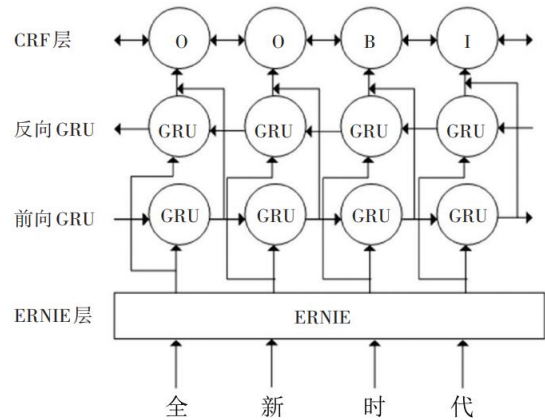 CRF层 O O B I
反向GRU GRU GRU GRU GRU
前向GRU GRU GRU GRU GRU
ERNIE层 ERNIE
全 新 时 代